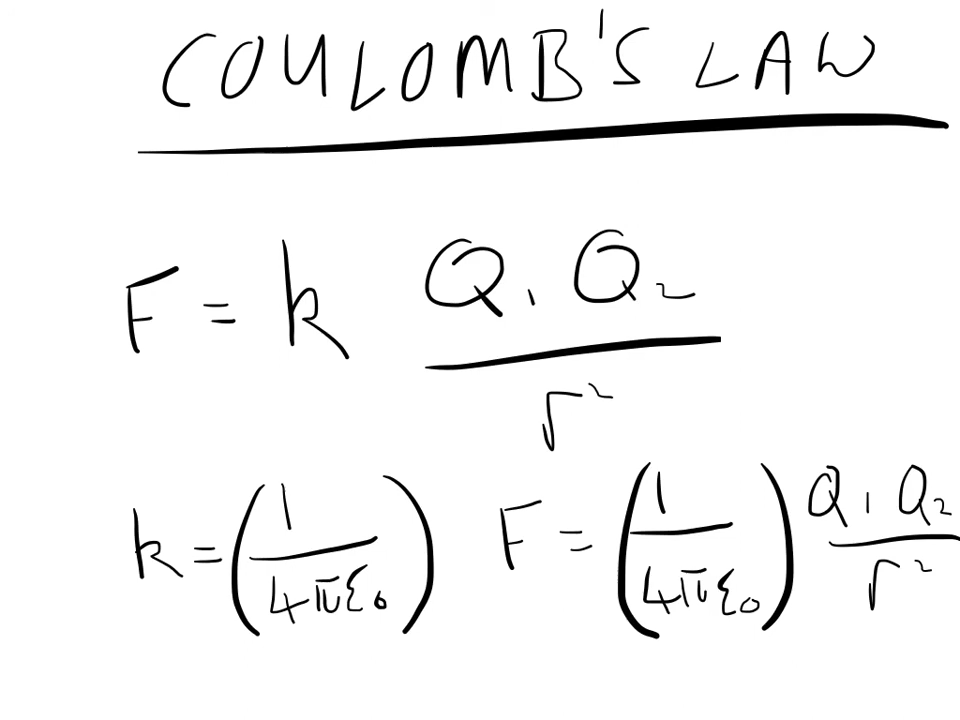 COULOMB'S LAW
F = k Q₁ Q₂ / r²
k = (1 / 4πε₀) F = (1 / 4πε₀) Q₁ Q₂ / r²